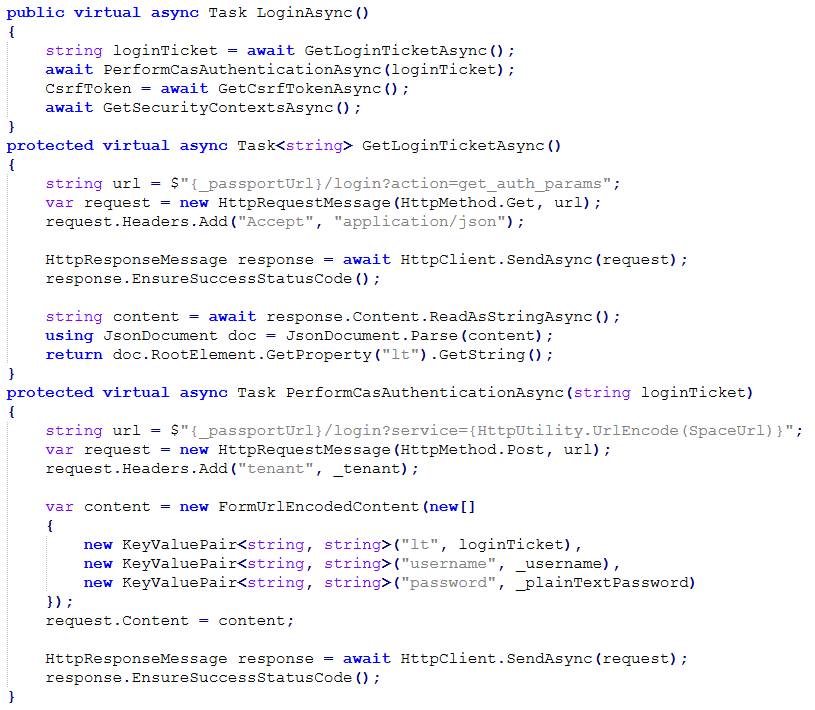 public virtual async Task LoginAsync()
{
    string loginTicket = await GetLoginTicketAsync();
    await PerformCasAuthenticationAsync(loginTicket);
    CsrfToken = await GetCsrfTokenAsync();
    await GetSecurityContextsAsync();
}
protected virtual async Task<string> GetLoginTicketAsync()
{
    string url = $"{_passportUrl}/login?action=get_auth_params";
    var request = new HttpRequestMessage(HttpMethod.Get, url);
    request.Headers.Add("Accept", "application/json");

    HttpResponseMessage response = await HttpClient.SendAsync(request);
    response.EnsureSuccessStatusCode();

    string content = await response.Content.ReadAsStringAsync();
    using JsonDocument doc = JsonDocument.Parse(content);
    return doc.RootElement.GetProperty("lt").GetString();
}
protected virtual async Task PerformCasAuthenticationAsync(string loginTicket)
{
    string url = $"{_passportUrl}/login?service={HttpUtility.UrlEncode(SpaceUrl)}";
    var request = new HttpRequestMessage(HttpMethod.Post, url);
    request.Headers.Add("tenant", _tenant);

    var content = new FormUrlEncodedContent(new[]
    {
        new KeyValuePair<string, string>("lt", loginTicket),
        new KeyValuePair<string, string>("username", _username),
        new KeyValuePair<string, string>("password", _plainTextPassword)
    });
    request.Content = content;

    HttpResponseMessage response = await HttpClient.SendAsync(request);
    response.EnsureSuccessStatusCode();
}